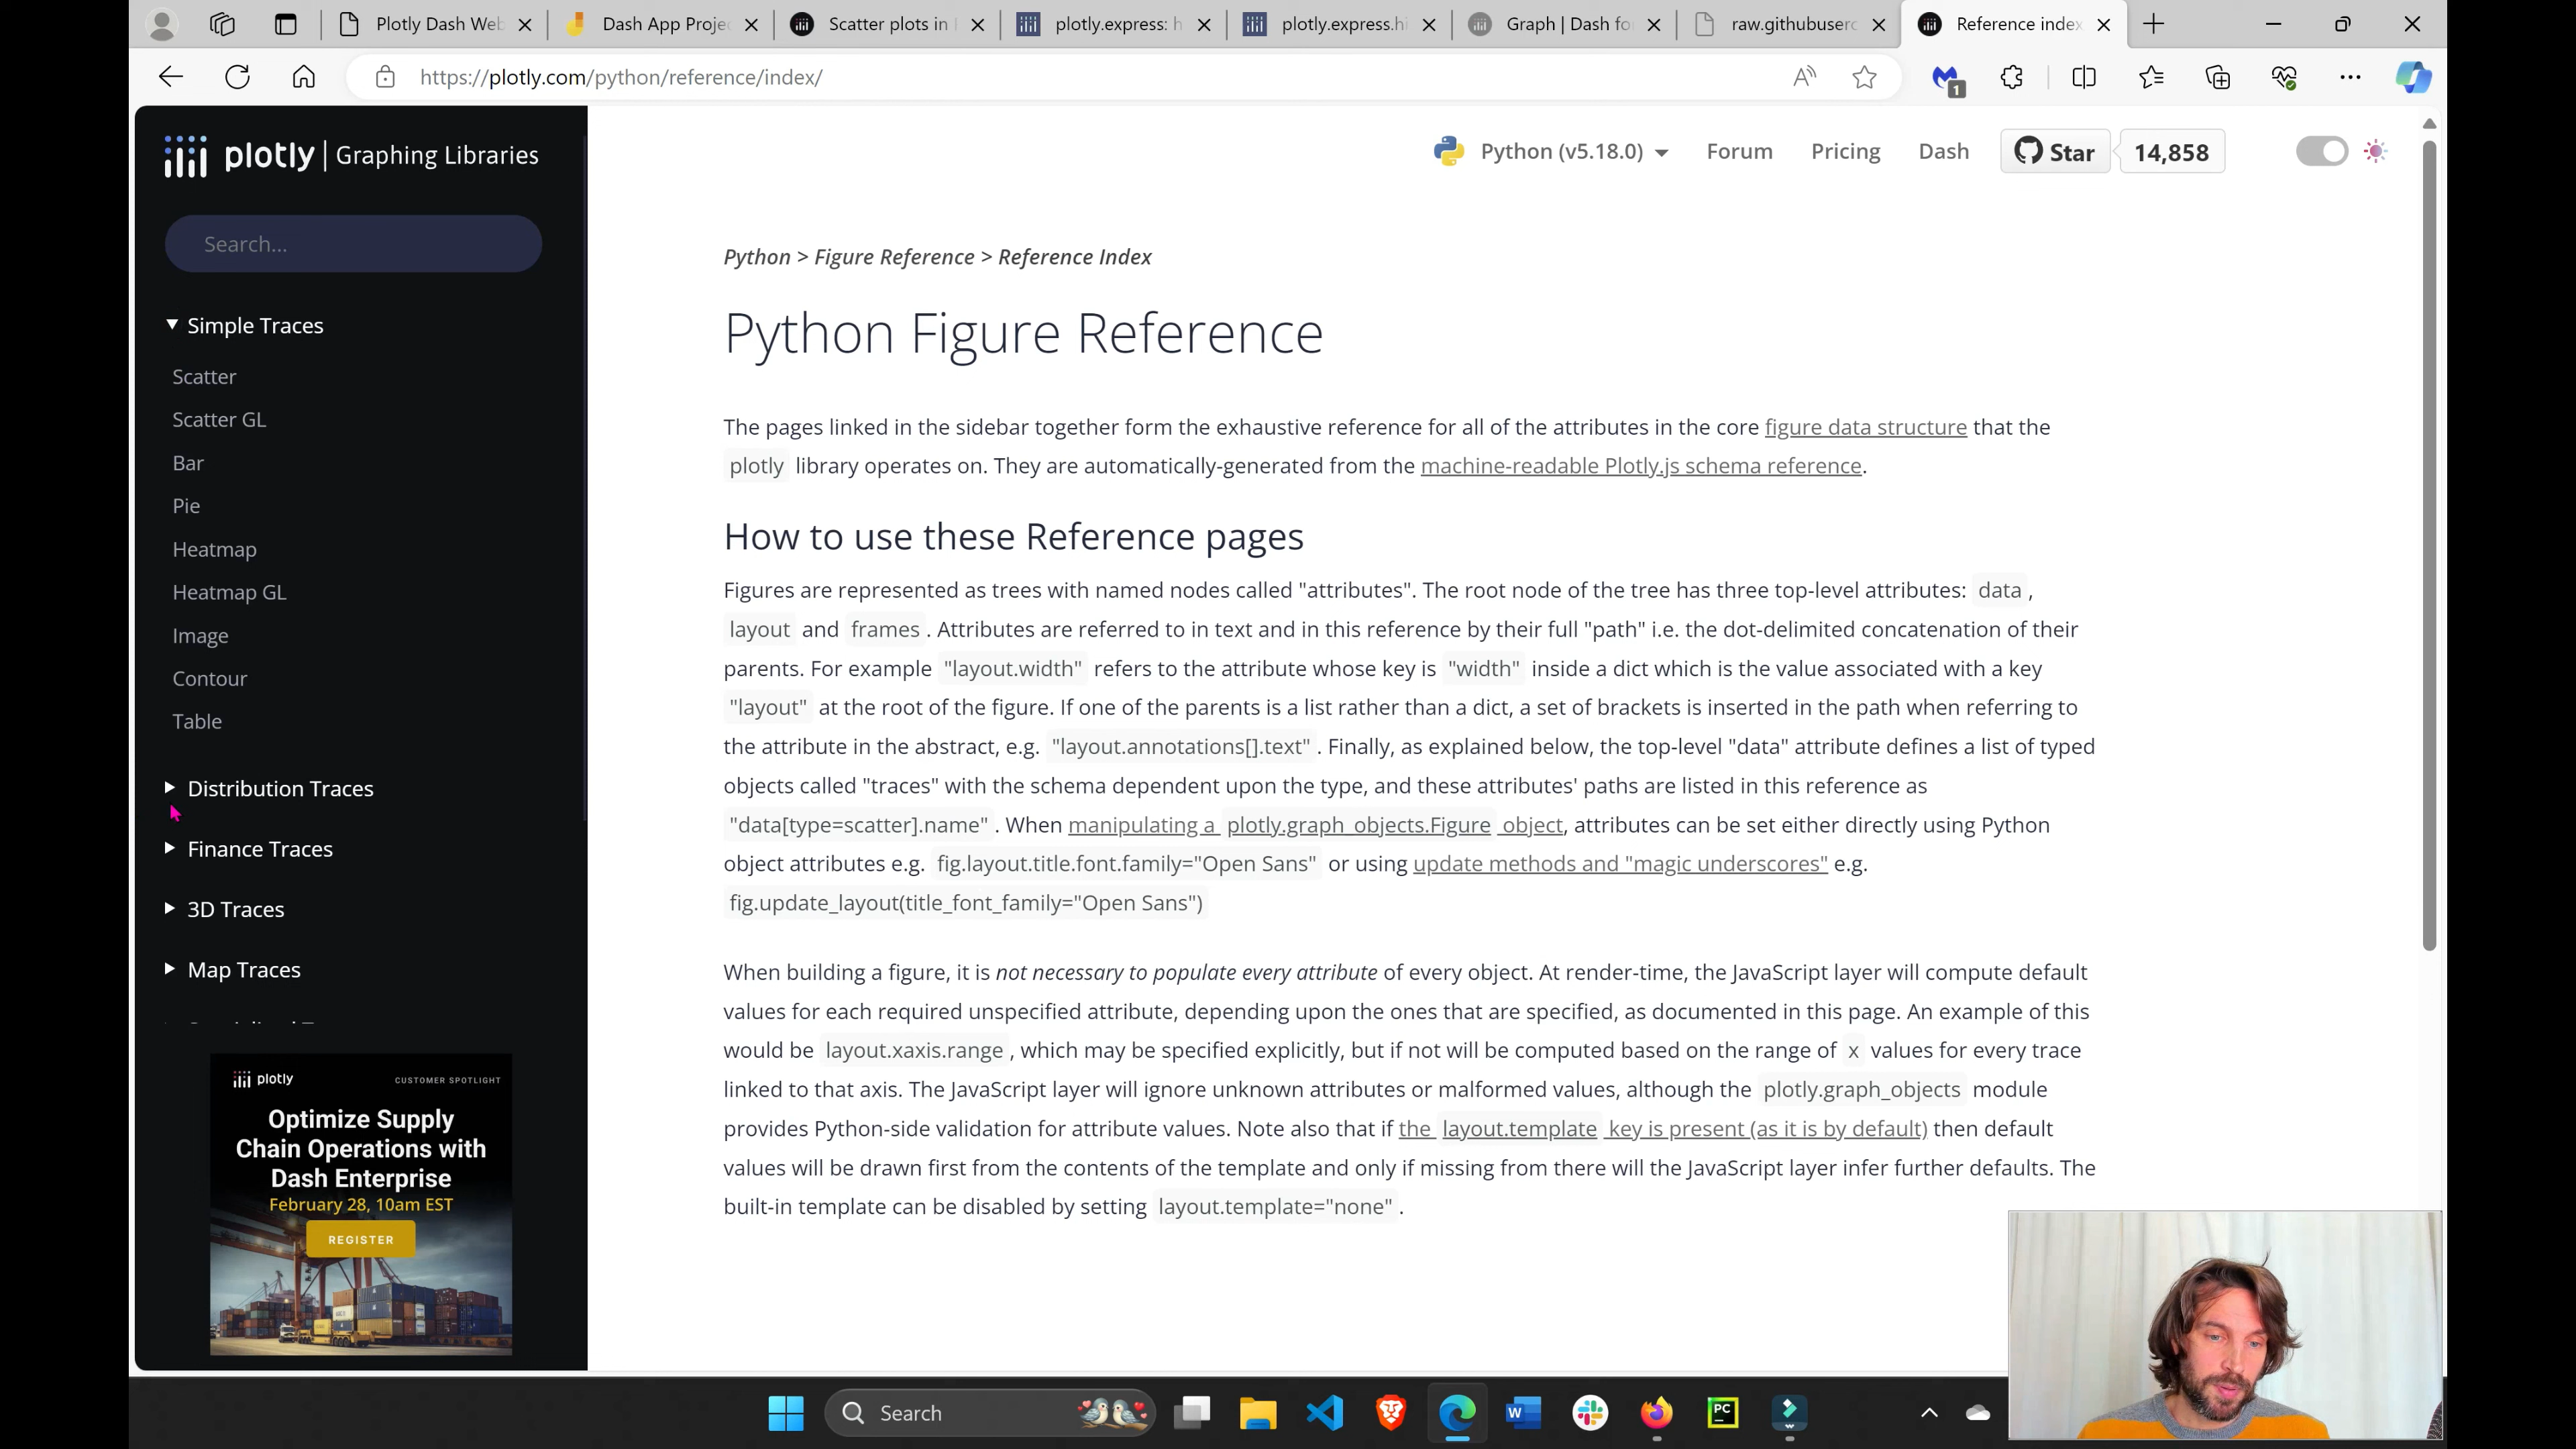 Plotly Dash Web
Dash App Proje
Scatter plots in
plotly.express: h
plotly.express.hi
Graph | Dash fo
raw.githubuserc
Reference index
https://plotly.com/python/reference/index/
1
plotly | Graphing Libraries
Python (v5.18.0)
Forum
Pricing
Dash
Star
14,858
Search...
Simple Traces
Scatter
Scatter GL
Bar
Pie
Heatmap
Heatmap GL
Image
Contour
Table
Distribution Traces
Finance Traces
3D Traces
Map Traces
plotly
CUSTOMER SPOTLIGHT
Optimize Supply
Chain Operations with
Dash Enterprise
February 28, 10am EST
REGISTER
Python > Figure Reference > Reference Index
Python Figure Reference
The pages linked in the sidebar together form the exhaustive reference for all of the attributes in the core figure data structure that the
plotly library operates on. They are automatically-generated from the machine-readable Plotly.js schema reference.
How to use these Reference pages
Figures are represented as trees with named nodes called "attributes". The root node of the tree has three top-level attributes: data ,
layout and frames . Attributes are referred to in text and in this reference by their full "path" i.e. the dot-delimited concatenation of their
parents. For example "layout.width" refers to the attribute whose key is "width" inside a dict which is the value associated with a key
"layout" at the root of the figure. If one of the parents is a list rather than a dict, a set of brackets is inserted in the path when referring to
the attribute in the abstract, e.g. "layout.annotations[].text" . Finally, as explained below, the top-level "data" attribute defines a list of typed
objects called "traces" with the schema dependent upon the type, and these attributes' paths are listed in this reference as
"data[type=scatter].name" . When manipulating a plotly.graph_objects.Figure object, attributes can be set either directly using Python
object attributes e.g. fig.layout.title.font.family="Open Sans" or using update methods and "magic underscores" e.g.
fig.update_layout(title_font_family="Open Sans")
When building a figure, it is not necessary to populate every attribute of every object. At render-time, the JavaScript layer will compute default
values for each required unspecified attribute, depending upon the ones that are specified, as documented in this page. An example of this
would be layout.xaxis.range , which may be specified explicitly, but if not will be computed based on the range of x values for every trace
linked to that axis. The JavaScript layer will ignore unknown attributes or malformed values, although the plotly.graph_objects module
provides Python-side validation for attribute values. Note also that if the layout.template key is present (as it is by default) then default
values will be drawn first from the contents of the template and only if missing from there will the JavaScript layer infer further defaults. The
built-in template can be disabled by setting layout.template="none" .
Search
W
PC